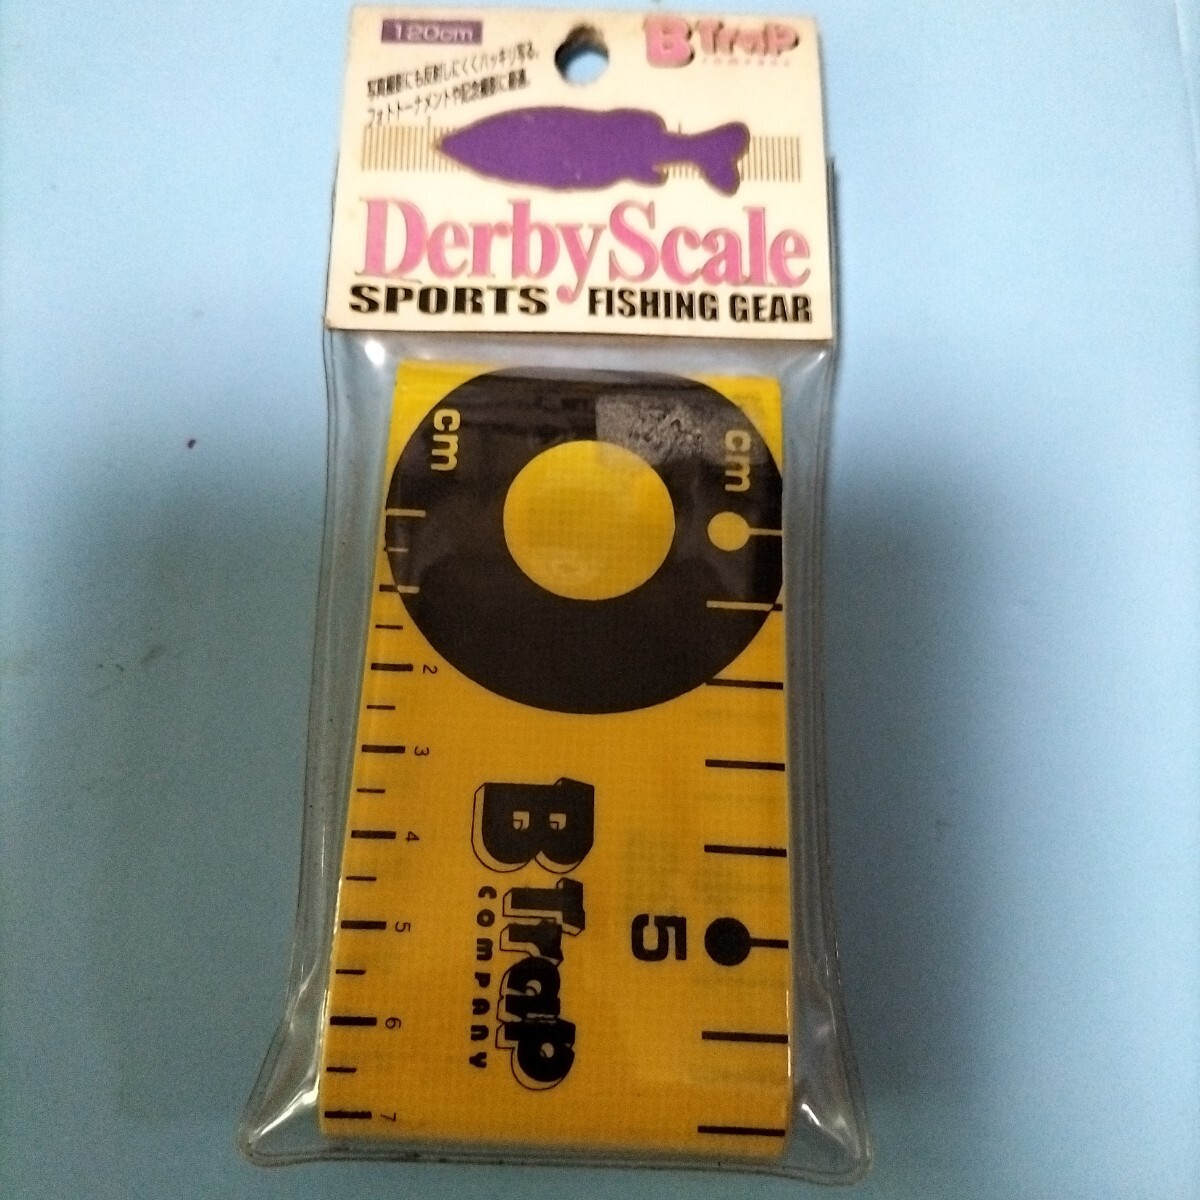 120cm
B Trap
COMPANY
写真撮影にも反射しにくくハッキリ写る。
フォトトーナメントや記念撮影に最適。
Derby Scale
SPORTS FISHING GEAR
cm
cm
2
3
4
5
6
7
5
B Trap
COMPANY